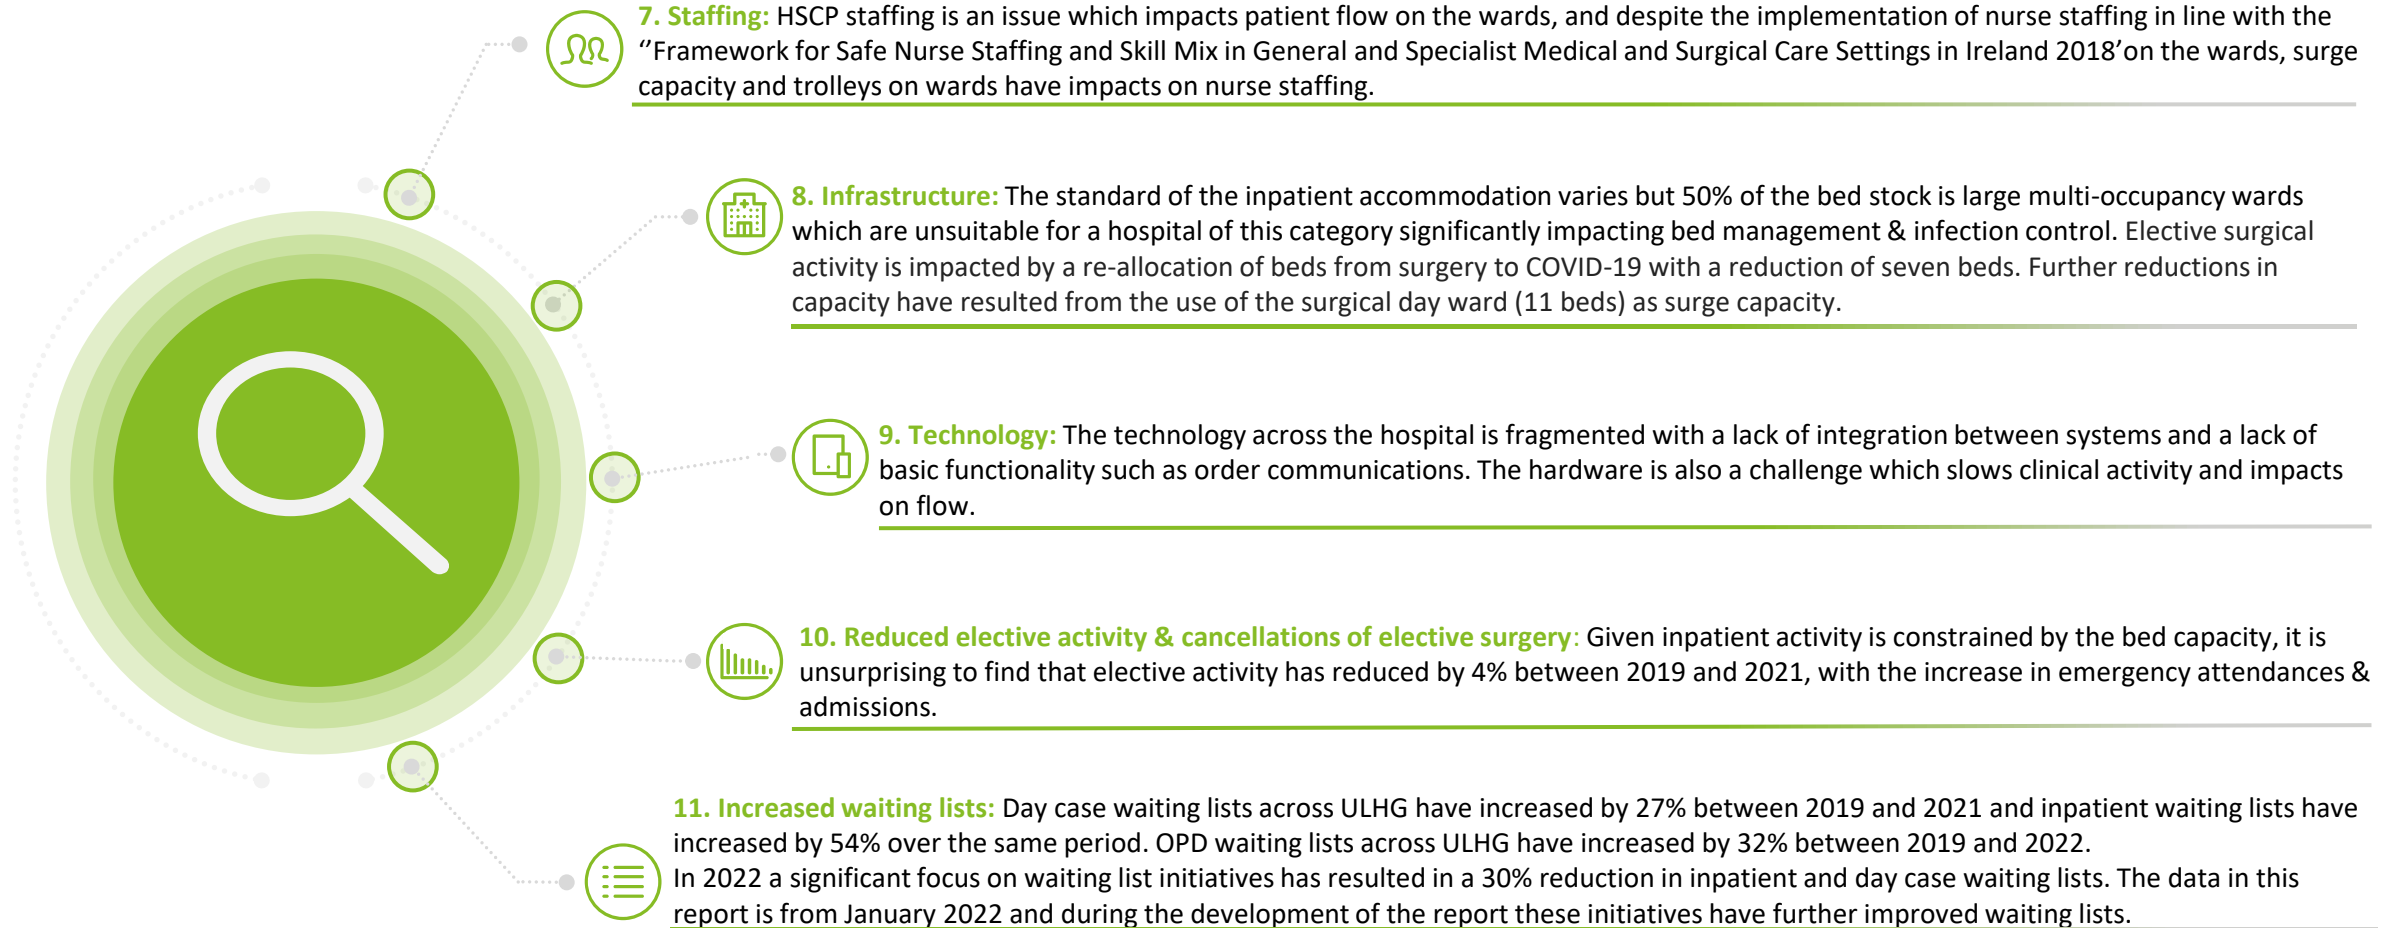 7. Staffing: HSCP staffing is an issue which impacts patient flow on the wards, and despite the implementation of nurse staffing in line with the
‘’Framework for Safe Nurse Staffing and Skill Mix in General and Specialist Medical and Surgical Care Settings in Ireland 2018’on the wards, surge
capacity and trolleys on wards have impacts on nurse staffing.
8. Infrastructure: The standard of the inpatient accommodation varies but 50% of the bed stock is large multi-occupancy wards
which are unsuitable for a hospital of this category significantly impacting bed management & infection control. Elective surgical
activity is impacted by a re-allocation of beds from surgery to COVID-19 with a reduction of seven beds. Further reductions in
capacity have resulted from the use of the surgical day ward (11 beds) as surge capacity.
9. Technology: The technology across the hospital is fragmented with a lack of integration between systems and a lack of
basic functionality such as order communications. The hardware is also a challenge which slows clinical activity and impacts
on flow.
10. Reduced elective activity & cancellations of elective surgery: Given inpatient activity is constrained by the bed capacity, it is
unsurprising to find that elective activity has reduced by 4% between 2019 and 2021, with the increase in emergency attendances &
admissions.
11. Increased waiting lists: Day case waiting lists across ULHG have increased by 27% between 2019 and 2021 and inpatient waiting lists have
increased by 54% over the same period. OPD waiting lists across ULHG have increased by 32% between 2019 and 2022.
In 2022 a significant focus on waiting list initiatives has resulted in a 30% reduction in inpatient and day case waiting lists. The data in this
report is from January 2022 and during the development of the report these initiatives have further improved waiting lists.